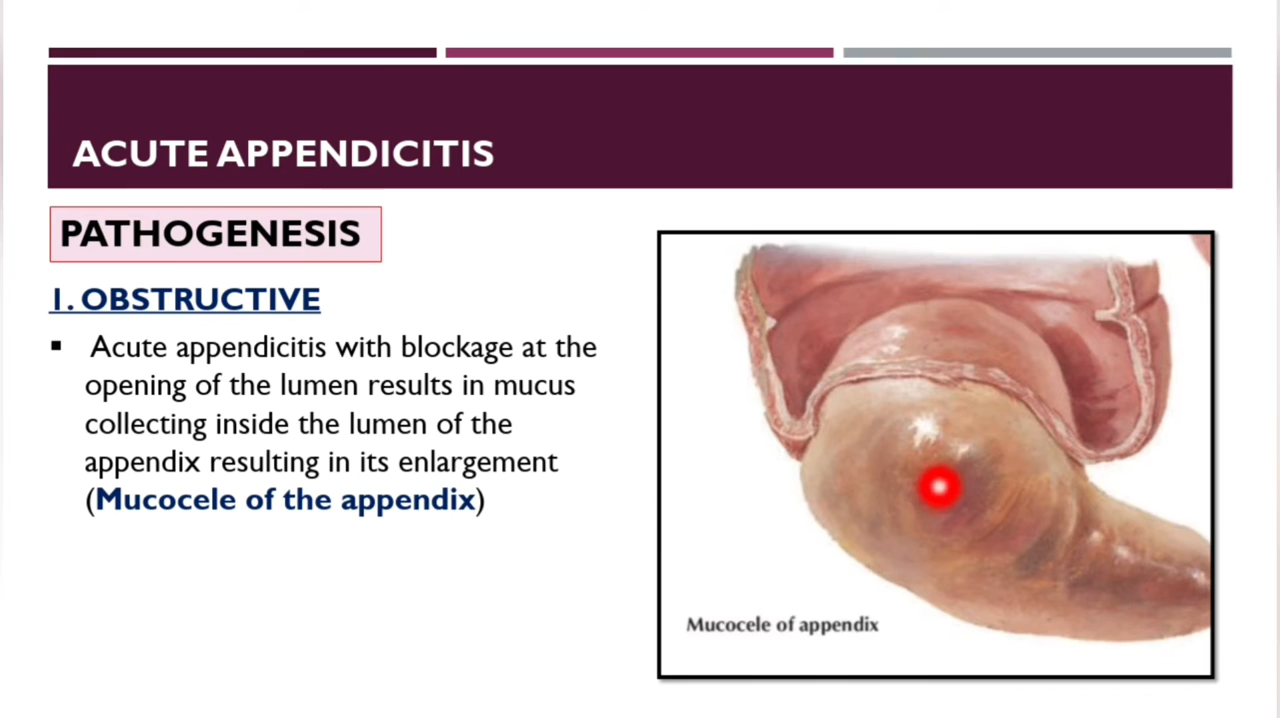 ACUTE APPENDICITIS
PATHOGENESIS
1. OBSTRUCTIVE
▪ Acute appendicitis with blockage at the
opening of the lumen results in mucus
collecting inside the lumen of the
appendix resulting in its enlargement
(Mucocele of the appendix)
Mucocele of appendix